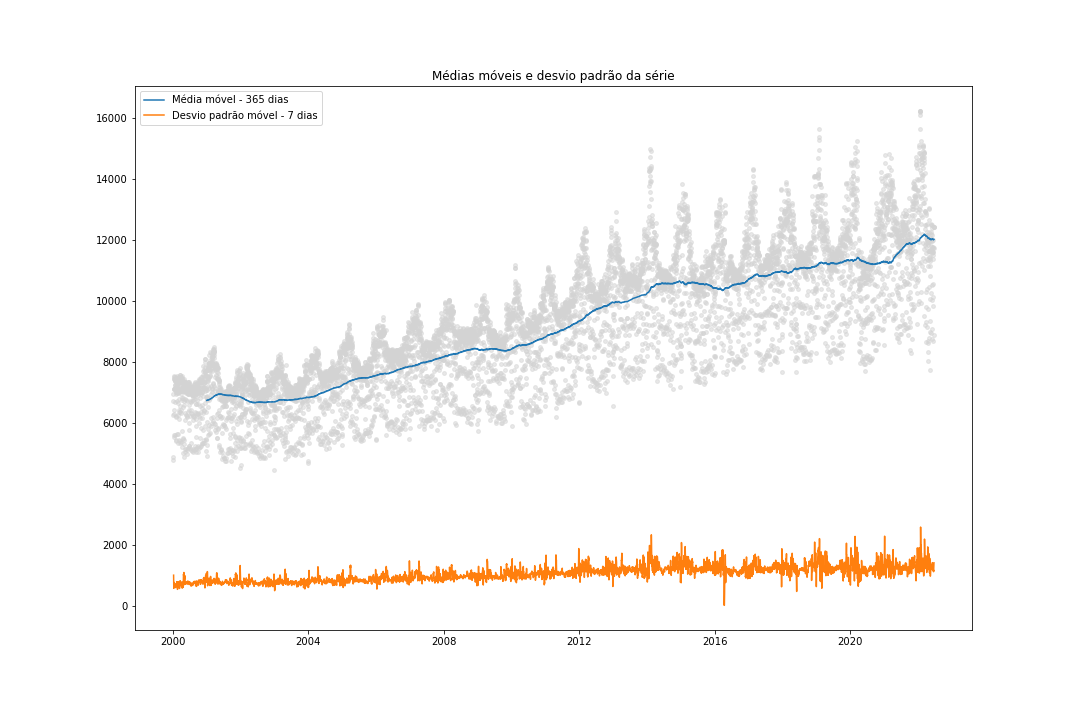 Médias móveis e desvio padrão da série
Média móvel - 365 dias
Desvio padrão móvel - 7 dias
16000
14000
12000
10000
8000
6000
4000
2000
0
2000 2004 2008 2012 2016 2020